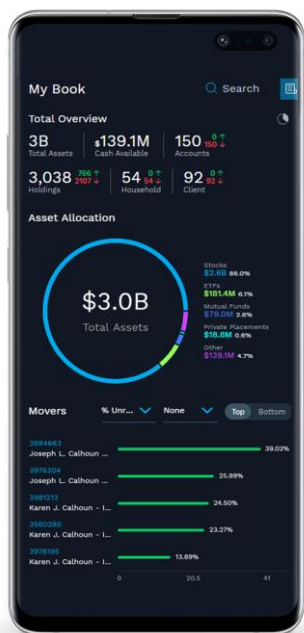 My Book
Search
Total Overview
3B
Total Assets
$139.1M
Cash Available
150 0 ↑ 150 ↓
Accounts
3,038 766 ↑ 2107 ↓
Holdings
54 0 ↑ 54 ↓
Household
92 0 ↑ 92 ↓
Client
Asset Allocation
$3.0B
Total Assets
Stocks
$2.6B 86.0%
ETFs
$181.4M 6.1%
Mutual Funds
$79.0M 2.6%
Private Placements
$18.8M 0.6%
Other
$139.1M 4.7%
Movers
% Unr...
None
Top
Bottom
3984663
Joseph L. Calhoun ...
39.02%
3976304
Joseph L. Calhoun ...
25.99%
3981213
Karen J. Calhoun - I...
24.50%
3560290
Karen J. Calhoun - I...
23.27%
3976195
Karen J. Calhoun - I...
13.89%
0 20.5 41